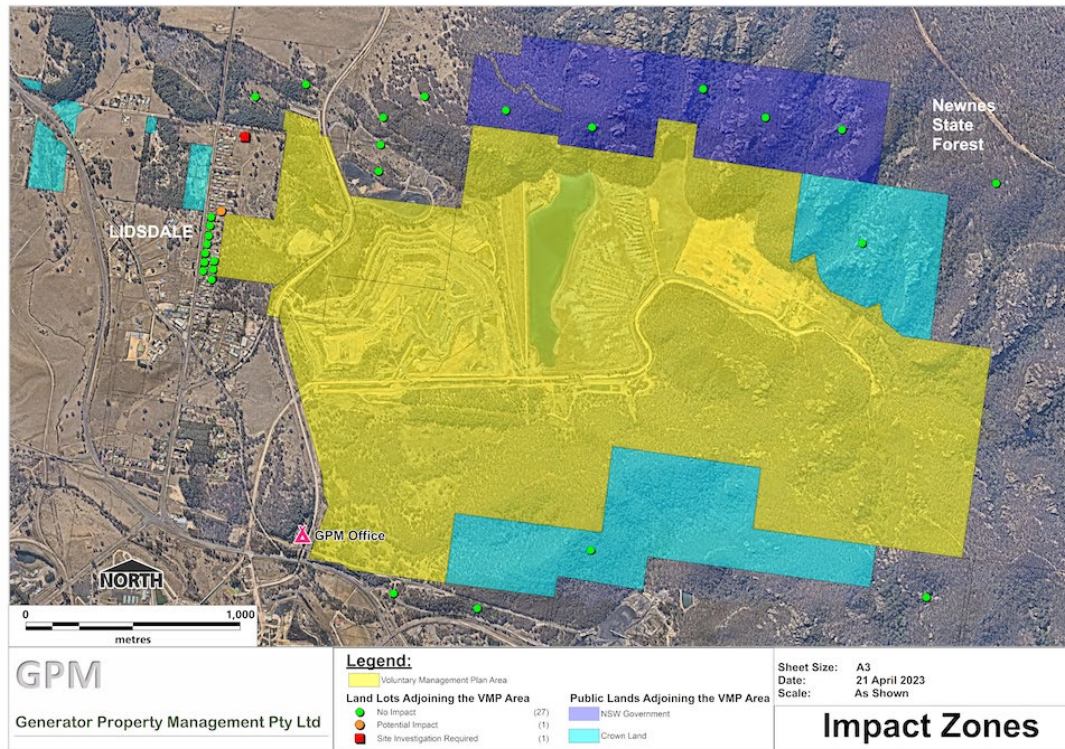 Newnes
State
Forest
LIDSDALE
GPM Office
NORTH
0 1,000
metres
GPM
Generator Property Management Pty Ltd
Legend:
Voluntary Management Plan Area
Land Lots Adjoining the VMP Area
No Impact (27)
Potential Impact (1)
Site Investigation Required (1)
Public Lands Adjoining the VMP Area
NSW Government
Crown Land
Sheet Size: A3
Date: 21 April 2023
Scale: As Shown
Impact Zones